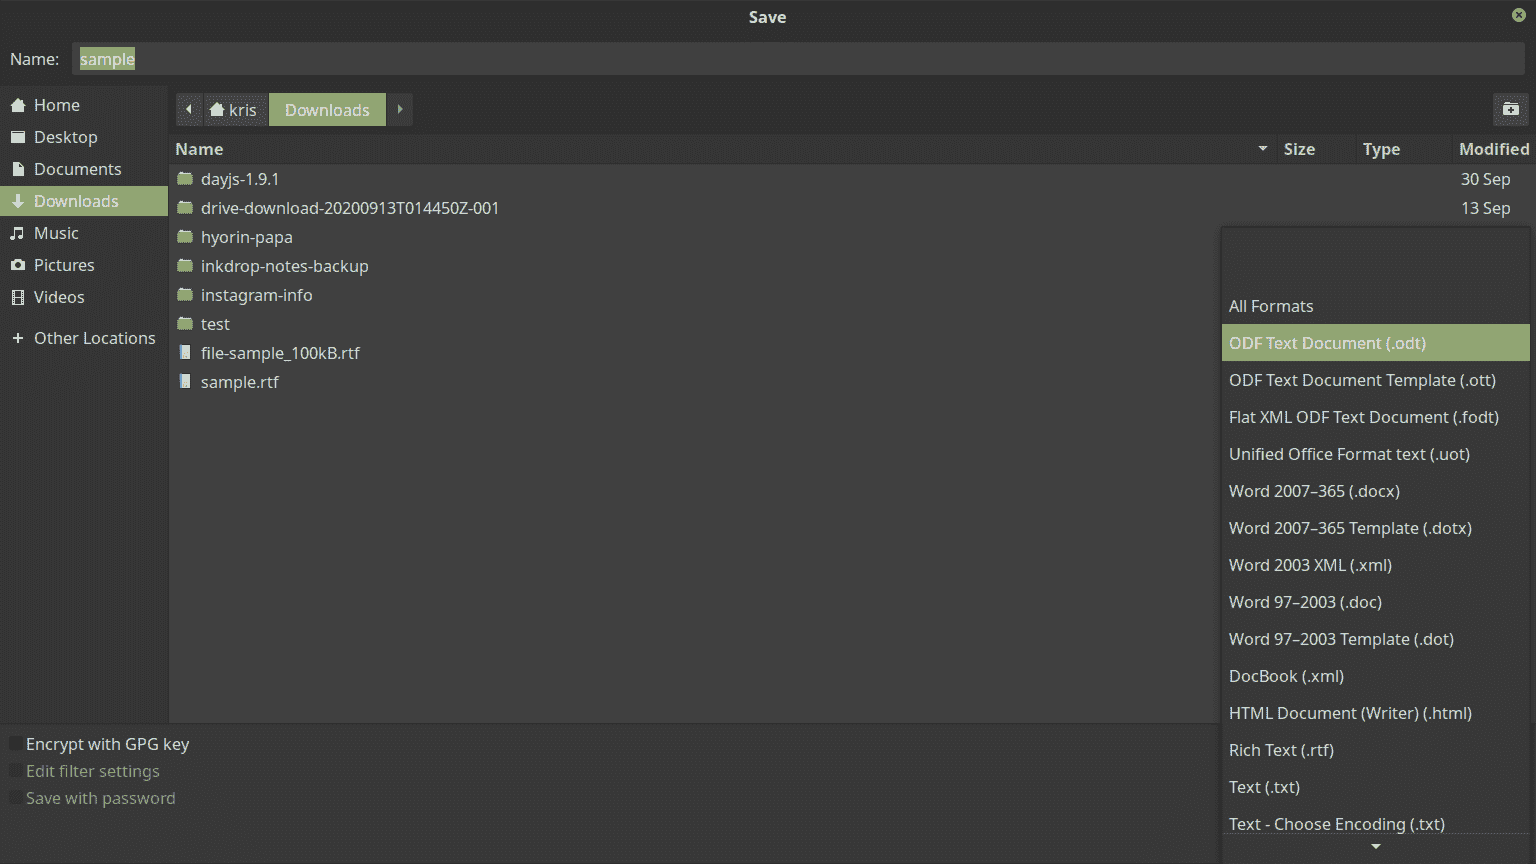 Save
Name: sample
Home
Desktop
Documents
Downloads
Music
Pictures
Videos
Other Locations
kris Downloads
Name Size Type Modified
dayjs-1.9.1 30 Sep
drive-download-20200913T014450Z-001 13 Sep
hyorin-papa
inkdrop-notes-backup
instagram-info
test
file-sample_100kB.rtf
sample.rtf
All Formats
ODF Text Document (.odt)
ODF Text Document Template (.ott)
Flat XML ODF Text Document (.fodt)
Unified Office Format text (.uot)
Word 2007–365 (.docx)
Word 2007–365 Template (.dotx)
Word 2003 XML (.xml)
Word 97–2003 (.doc)
Word 97–2003 Template (.dot)
DocBook (.xml)
HTML Document (Writer) (.html)
Rich Text (.rtf)
Text (.txt)
Text - Choose Encoding (.txt)
Encrypt with GPG key
Edit filter settings
Save with password